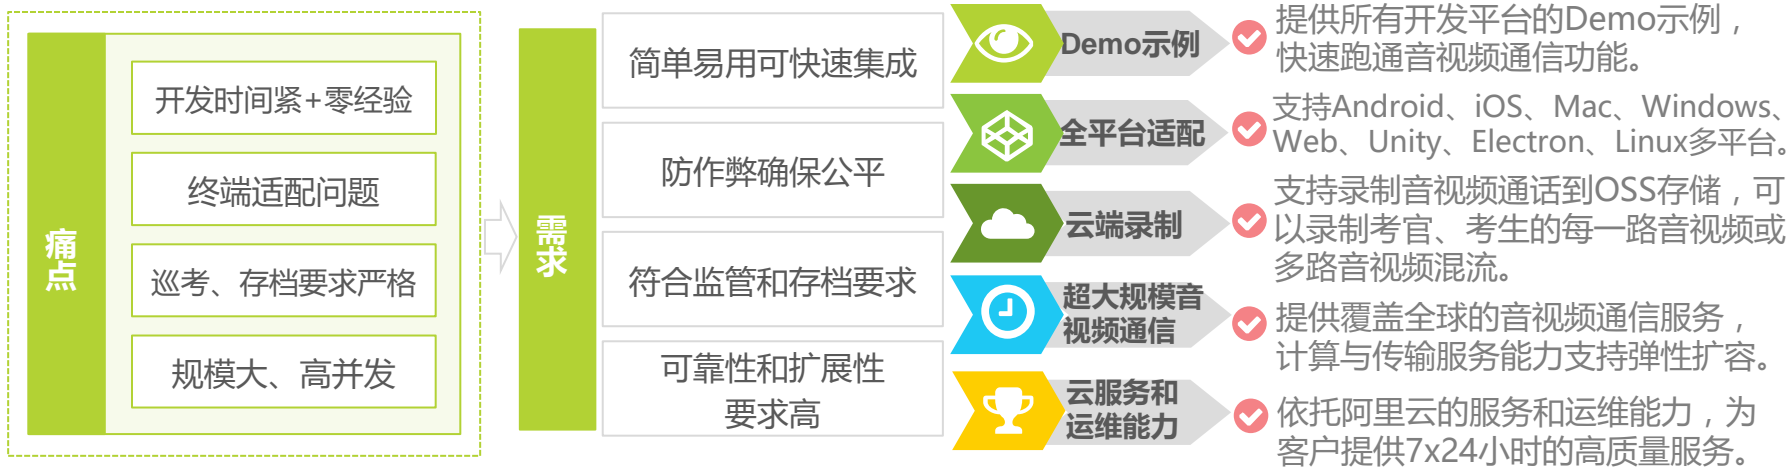 痛点
开发时间紧+零经验
终端适配问题
巡考、存档要求严格
规模大、高并发
需求
简单易用可快速集成
防作弊确保公平
符合监管和存档要求
可靠性和扩展性
要求高
Demo示例
提供所有开发平台的Demo示例，
快速跑通音视频通信功能。
全平台适配
支持Android、iOS、Mac、Windows、
Web、Unity、Electron、Linux多平台。
云端录制
支持录制音视频通话到OSS存储，可
以录制考官、考生的每一路音视频或
多路音视频混流。
超大规模音
视频通信
提供覆盖全球的音视频通信服务，
计算与传输服务能力支持弹性扩容。
云服务和
运维能力
依托阿里云的服务和运维能力，为
客户提供7x24小时的高质量服务。